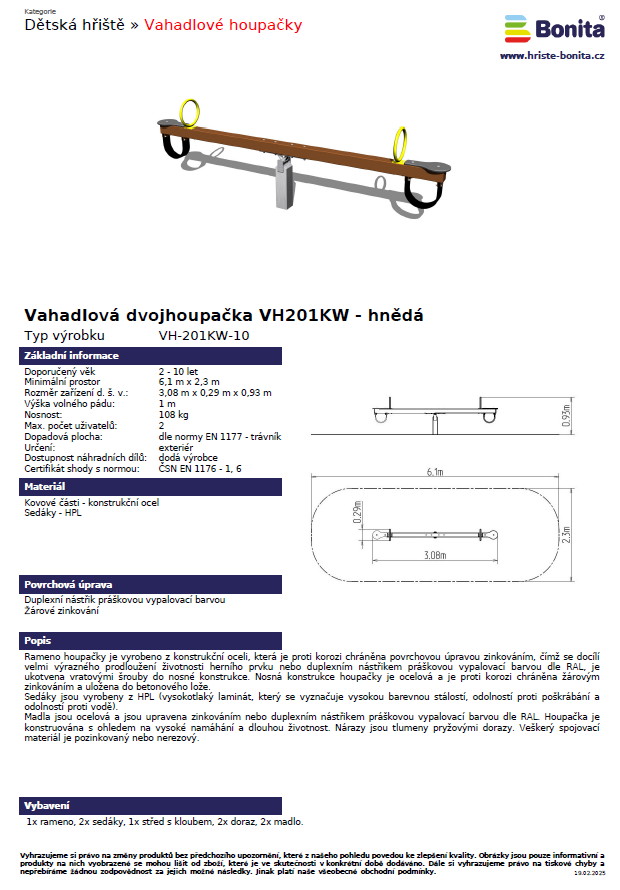 Kategorie
Dětská hřiště » Vahadlové houpačky
Bonita®
www.hriste-bonita.cz
Vahadlová dvojhoupačka VH201KW - hnědá
Typ výrobku VH-201KW-10
Základní informace
Doporučený věk 2 - 10 let
Minimální prostor 6,1 m x 2,3 m
Rozměr zařízení d. š. v.: 3,08 m x 0,29 m x 0,93 m
Výška volného pádu: 1 m
Nosnost: 108 kg
Max. počet uživatelů: 2
Dopadová plocha: dle normy EN 1177 - trávník
Určení: exteriér
Dostupnost náhradních dílů: dodá výrobce
Certifikát shody s normou: ČSN EN 1176 - 1, 6
0.93m
6.1m
0.29m
2.3m
3.08m
Materiál
Kovové části - konstrukční ocel
Sedáky - HPL
Povrchová úprava
Duplexní nástřik práškovou vypalovací barvou
Žárové zinkování
Popis
Rameno houpačky je vyrobeno z konstrukční oceli, která je proti korozi chráněna povrchovou úpravou zinkováním, čímž se docílí
velmi výrazného prodloužení životnosti herního prvku nebo duplexním nástřikem práškovou vypalovací barvou dle RAL, je
ukotvena vratovými šrouby do nosné konstrukce. Nosná konstrukce houpačky je ocelová a je proti korozi chráněna žárovým
zinkováním a uložena do betonového lože.
Sedáky jsou vyrobeny z HPL (vysokotlaký laminát, který se vyznačuje vysokou barevnou stálostí, odolností proti poškrábání a
odolností proti vodě).
Madla jsou ocelová a jsou upravena zinkováním nebo duplexním nástřikem práškovou vypalovací barvou dle RAL. Houpačka je
konstruována s ohledem na vysoké namáhání a dlouhou životnost. Nárazy jsou tlumeny pryžovými dorazy. Veškerý spojovací
materiál je pozinkovaný nebo nerezový.
Vybavení
1x rameno, 2x sedáky, 1x střed s kloubem, 2x doraz, 2x madlo.
Vyhrazujeme si právo na změny produktů bez předchozího upozornění, které z našeho pohledu povedou ke zlepšení kvality. Obrázky jsou pouze informativní a
produkty na nich vyobrazené se mohou lišit od zboží, které je ve skutečnosti v konkrétní době dodáváno. Dále si vyhrazujeme právo na tiskové chyby a
nepřebíráme žádnou zodpovědnost za jejich možné následky. Jinak platí naše všeobecné obchodní podmínky.
19.02.2025